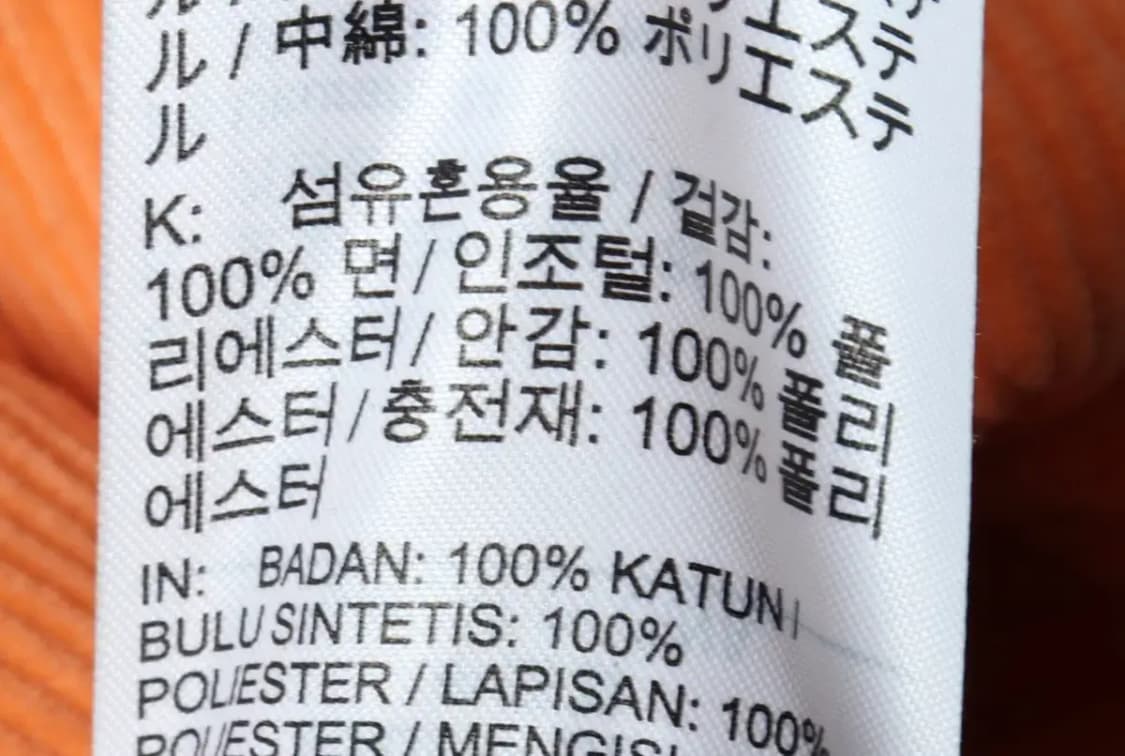 ル / 中綿: 100% ポリエステ
ル
K: 섬유혼용율 / 겉감:
100% 면 / 인조털: 100% 폴
리에스터 / 안감: 100% 폴리
에스터 / 충전재: 100% 폴리
에스터
IN: BADAN: 100% KATUN /
BULU SINTETIS: 100%
POLIESTER / LAPISAN: 100%
POLIESTER / MENGISI